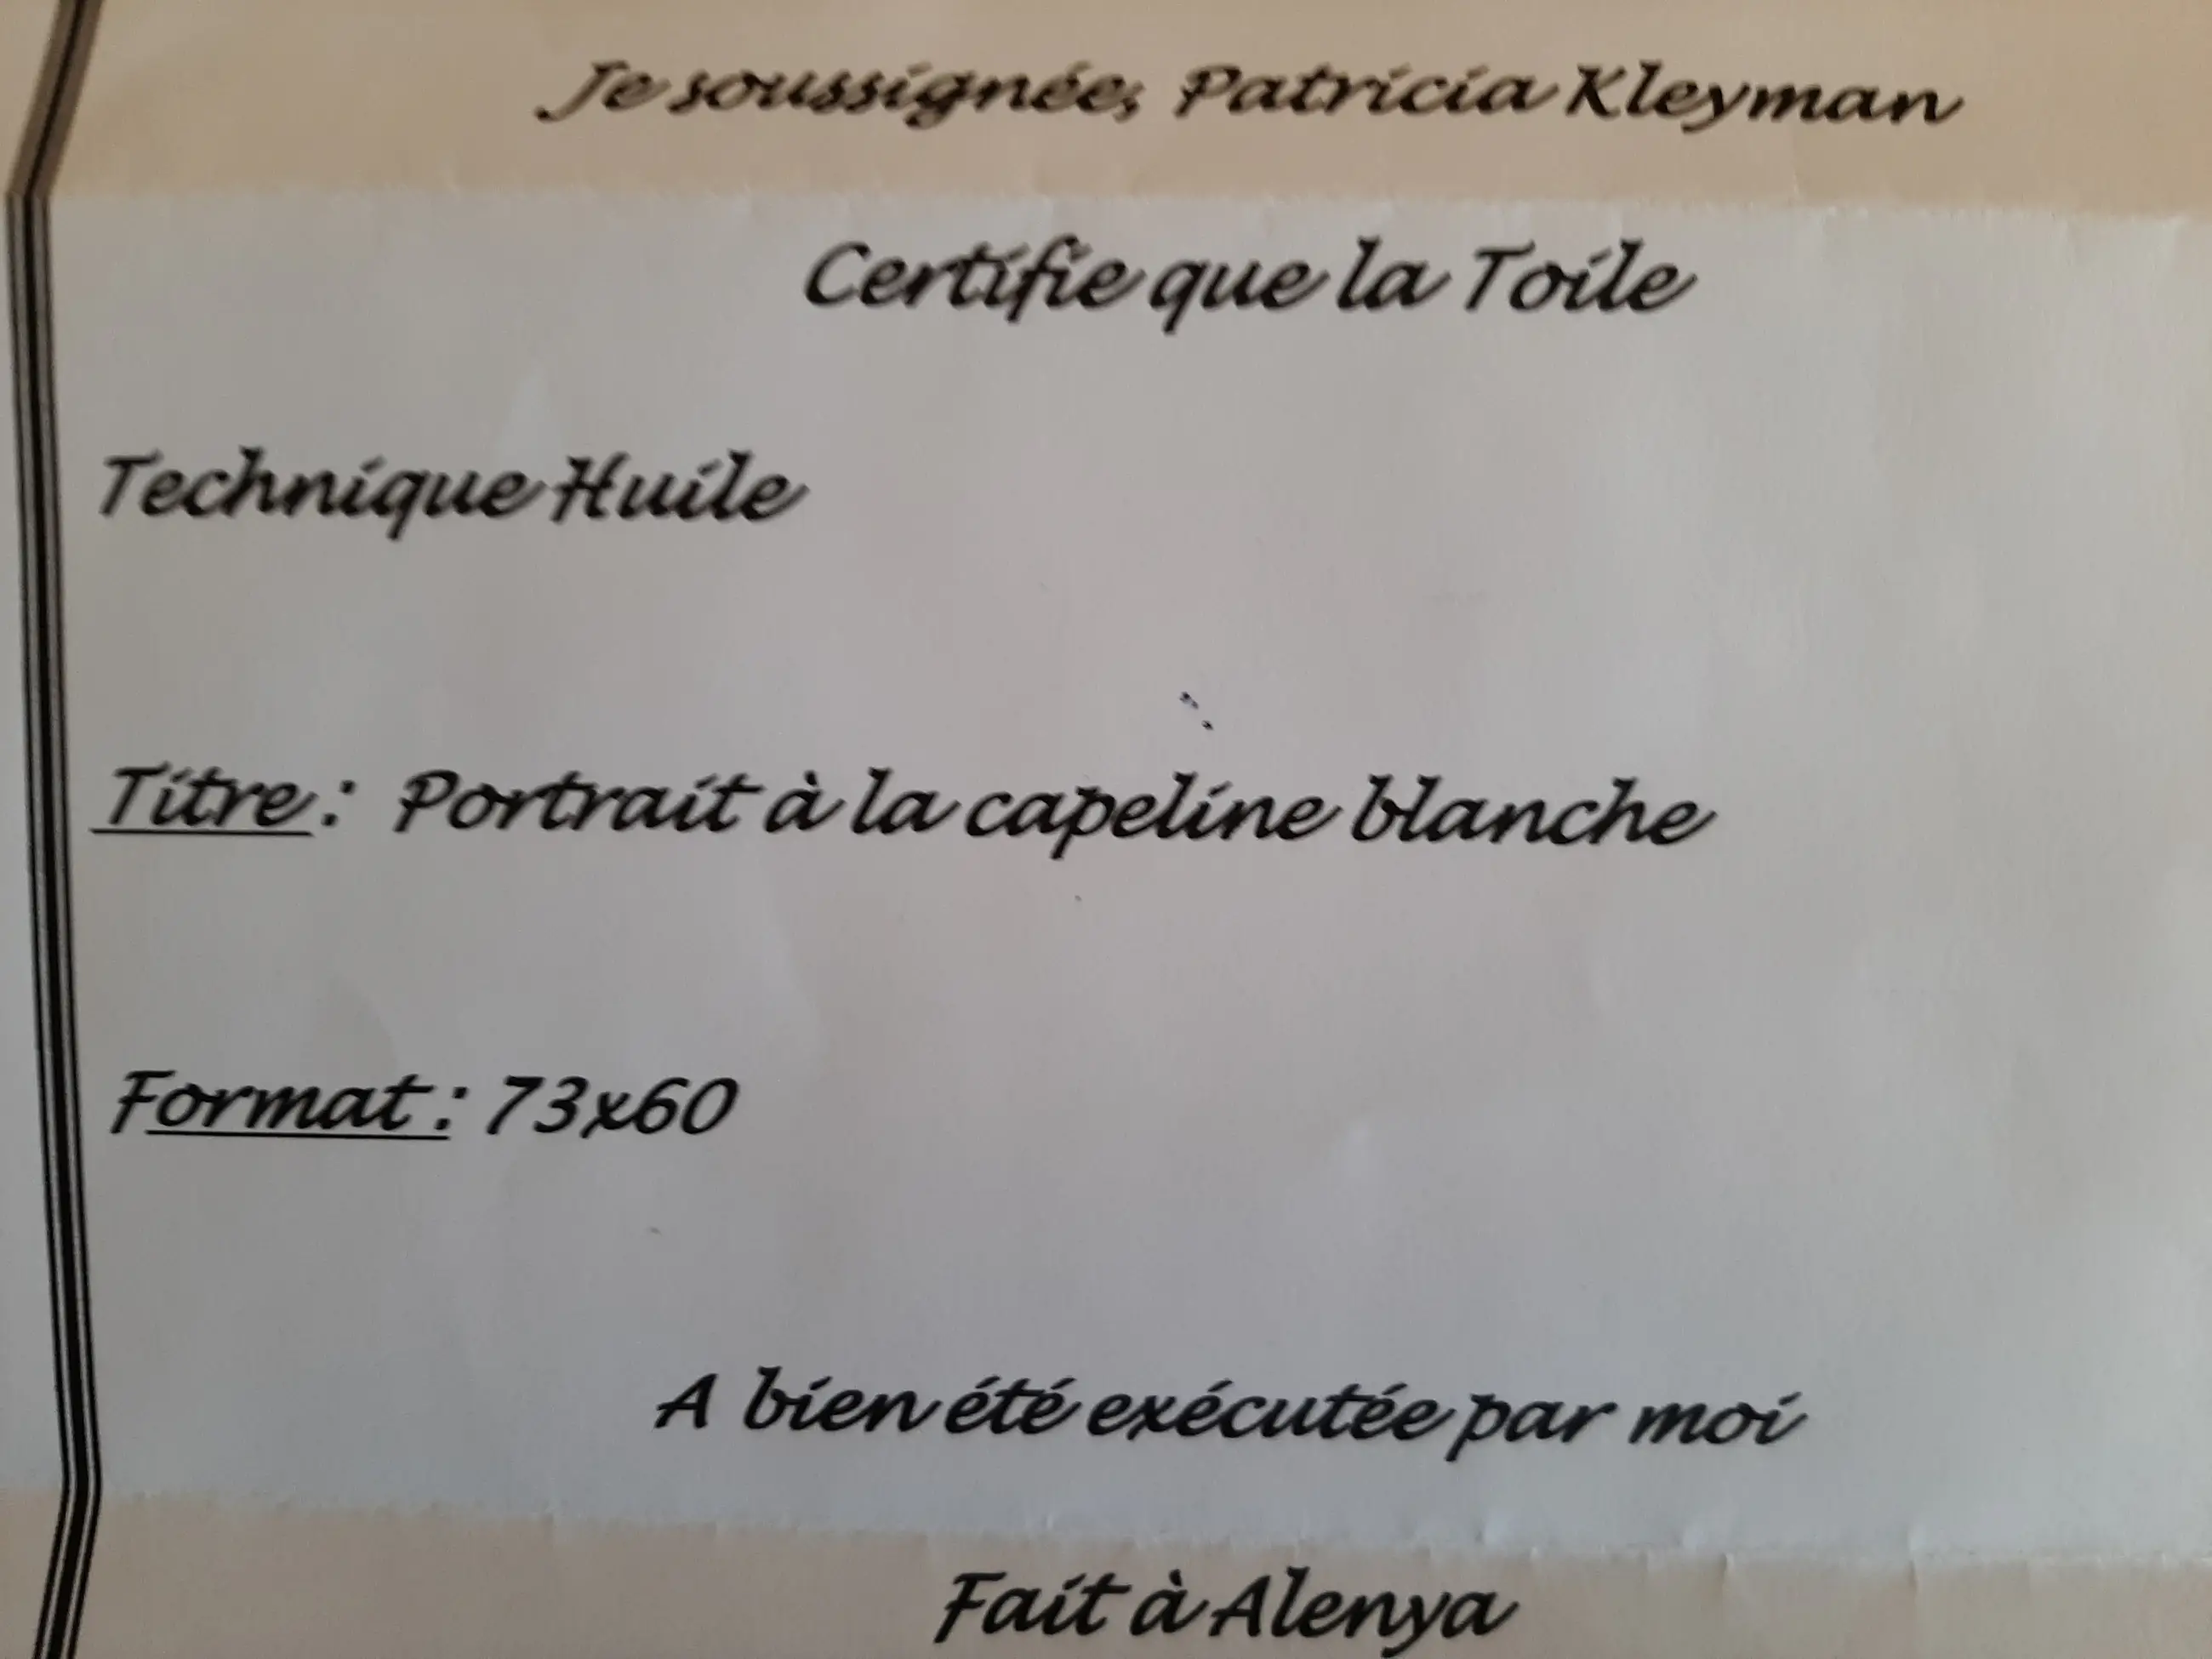 Je soussignée, Patricia Kleyman
Certifie que la Toile
Technique Huile
Titre : Portrait à la capeline blanche
Format : 73x60
A bien été exécutée par moi
Fait à Alenya